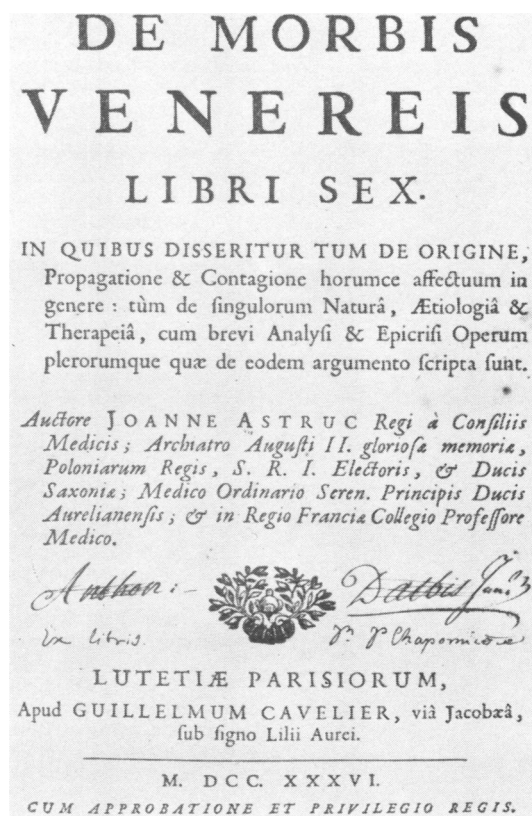 DE MORBIS
VENEREIS
LIBRI SEX.
IN QUIBUS DISSERITUR TUM DE ORIGINE,
Propagatione & Contagione horumce affectuum in
genere : tùm de singulorum Naturâ, Ætiologiâ &
Therapeiâ, cum brevi Analysi & Epicrisi Operum
plerorumque quæ de eodem argumento scripta sunt.
Auctore JOANNE ASTRUC Regi à Consiliis
Medicis ; Archiatro Augusti II. gloriosæ memoriæ,
Poloniarum Regis, S. R. I. Electoris, & Ducis
Saxoniæ ; Medico Ordinario Seren. Principis Ducis
Aurelianensis ; & in Regio Franciæ Collegio Professore
Medico.
Ex Libris
LUTETIÆ PARISIORUM,
Apud GUILLELMUM CAVELIER, viâ Jacobæâ,
sub signo Lilii Aurei.
M. DCC. XXXVI.
CUM APPROBATIONE ET PRIVILEGIO REGIS.